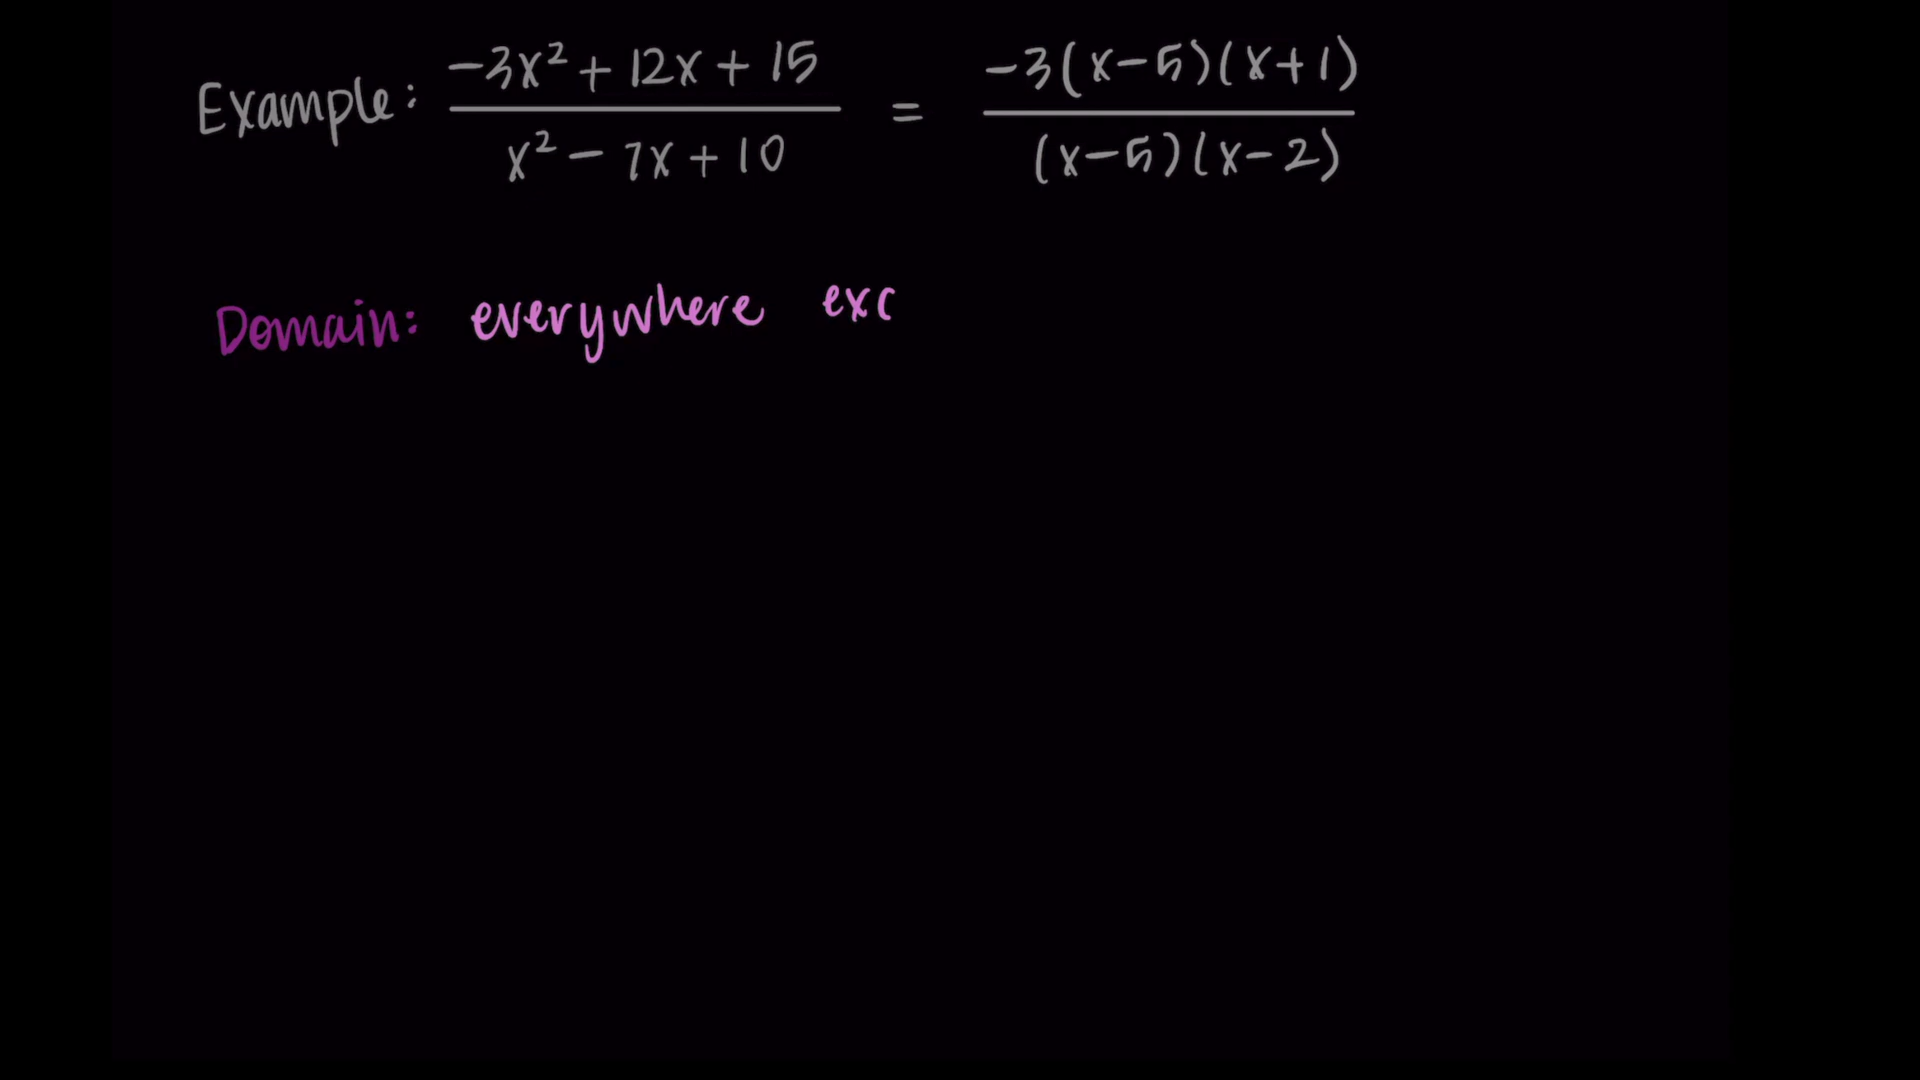 Example: -3x² + 12x + 15 / x² - 7x + 10 = -3(x-5)(x+1) / (x-5)(x-2)
Domain: everywhere exc